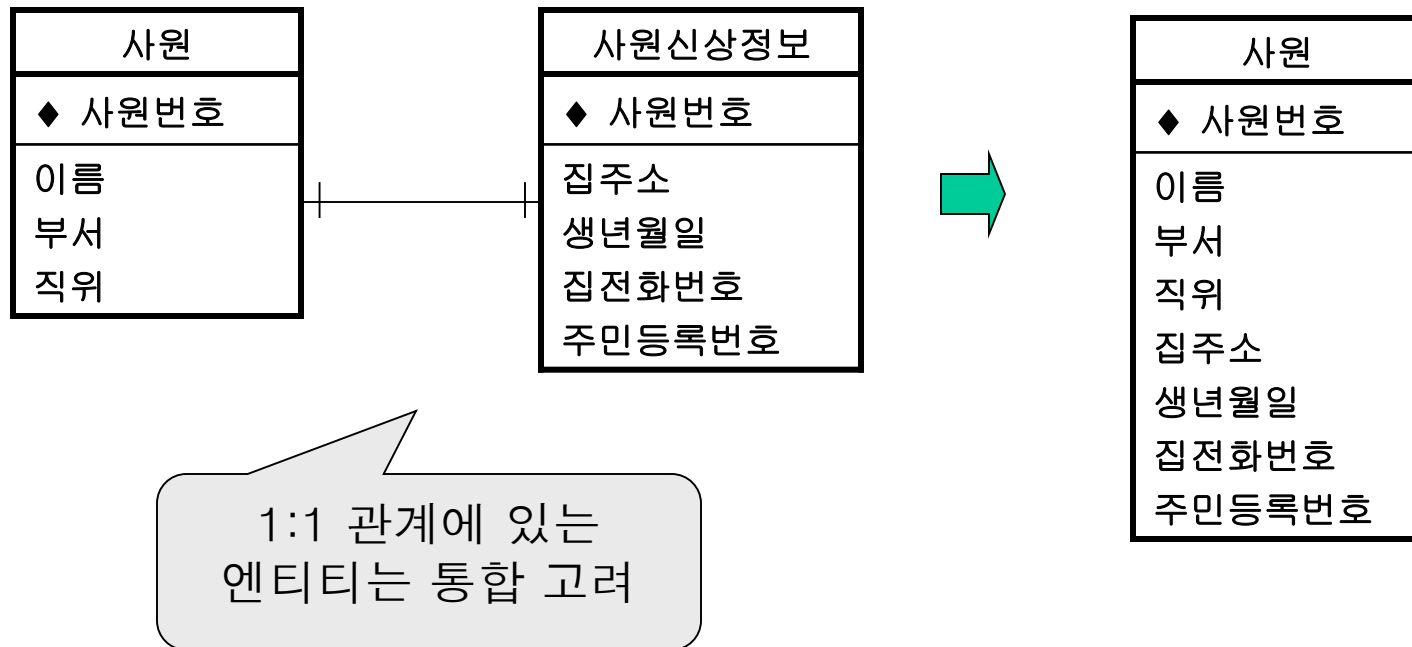 사원
◆ 사원번호
이름
부서
직위
사원신상정보
◆ 사원번호
집주소
생년월일
집전화번호
주민등록번호
사원
◆ 사원번호
이름
부서
직위
집주소
생년월일
집전화번호
주민등록번호
1:1 관계에 있는
엔티티는 통합 고려